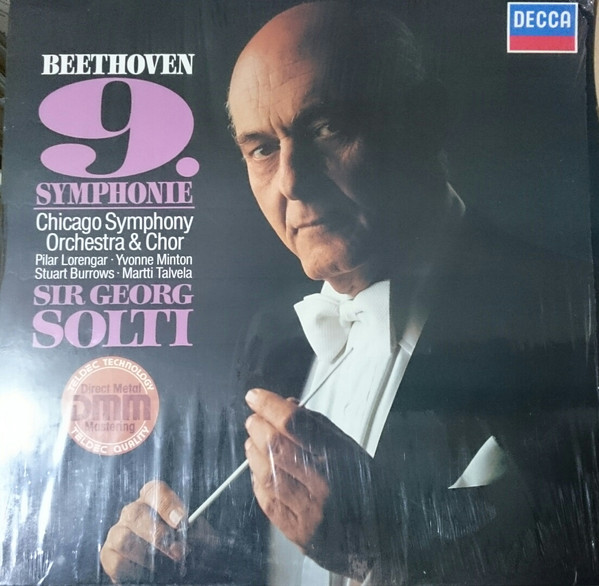 DECCA
BEETHOVEN
9.
SYMPHONIE
Chicago Symphony
Orchestra & Chor
Pilar Lorengar · Yvonne Minton
Stuart Burrows · Martti Talvela
SIR GEORG
SOLTI
TELDEC TECHNOLOGY
Direct Metal
DMM
Mastering
TELDEC QUALITY